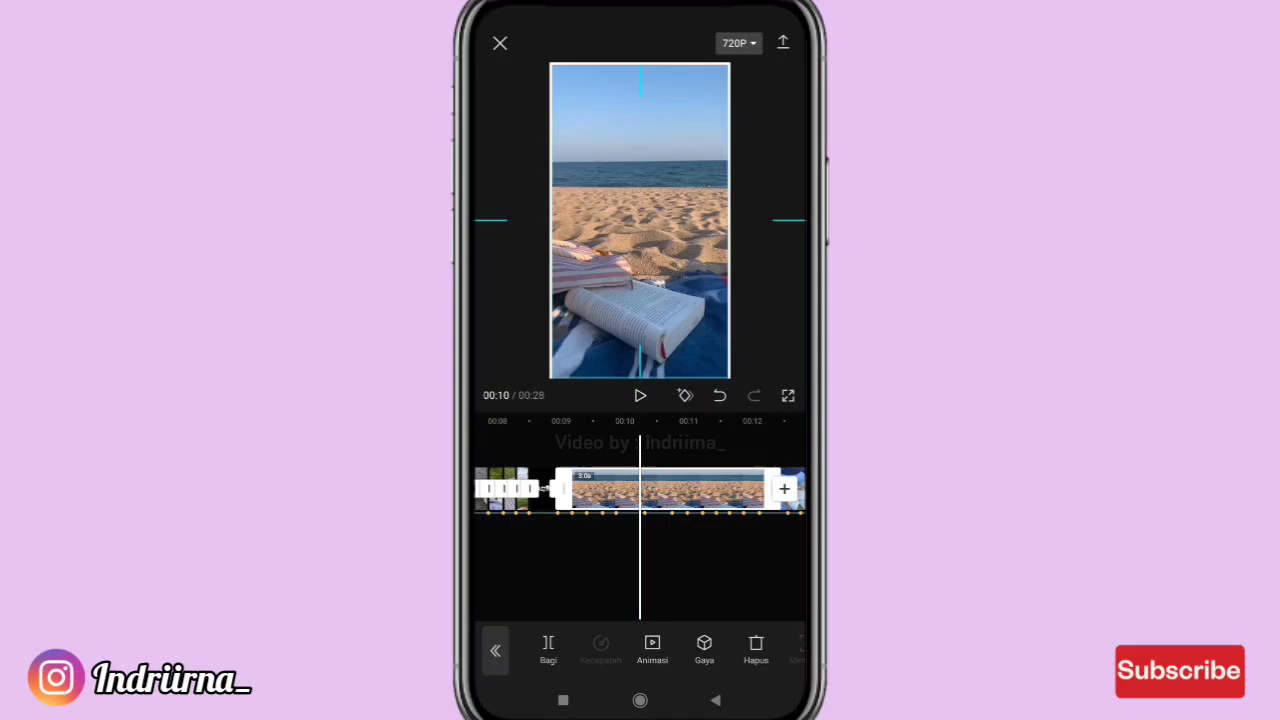 720P
00:10 / 00:28
00:08 00:09 00:10 00:11 00:12
Video by : Indriirna_
3.0s
Bagi Kecepatan Animasi Gaya Hapus
Indriirna_
Subscribe